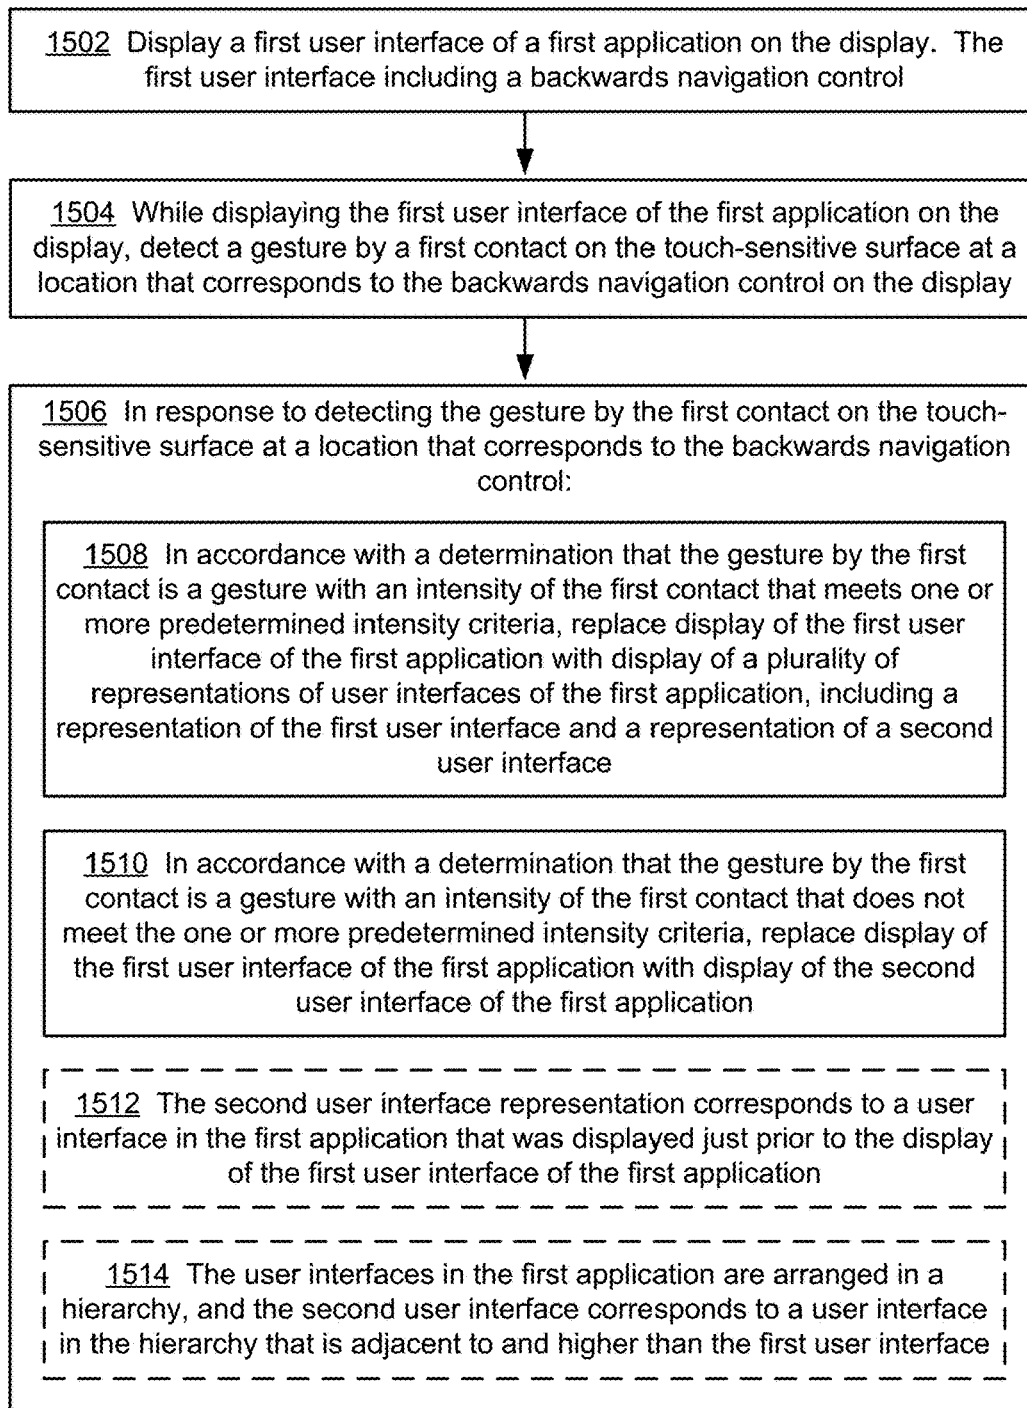 1502 Display a first user interface of a first application on the display. The
first user interface including a backwards navigation control
1504 While displaying the first user interface of the first application on the
display, detect a gesture by a first contact on the touch-sensitive surface at a
location that corresponds to the backwards navigation control on the display
1506 In response to detecting the gesture by the first contact on the touch-
sensitive surface at a location that corresponds to the backwards navigation
control:
1508 In accordance with a determination that the gesture by the first
contact is a gesture with an intensity of the first contact that meets one or
more predetermined intensity criteria, replace display of the first user
interface of the first application with display of a plurality of
representations of user interfaces of the first application, including a
representation of the first user interface and a representation of a second
user interface
1510 In accordance with a determination that the gesture by the first
contact is a gesture with an intensity of the first contact that does not
meet the one or more predetermined intensity criteria, replace display of
the first user interface of the first application with display of the second
user interface of the first application
1512 The second user interface representation corresponds to a user
interface in the first application that was displayed just prior to the display
of the first user interface of the first application
1514 The user interfaces in the first application are arranged in a
hierarchy, and the second user interface corresponds to a user interface
in the hierarchy that is adjacent to and higher than the first user interface